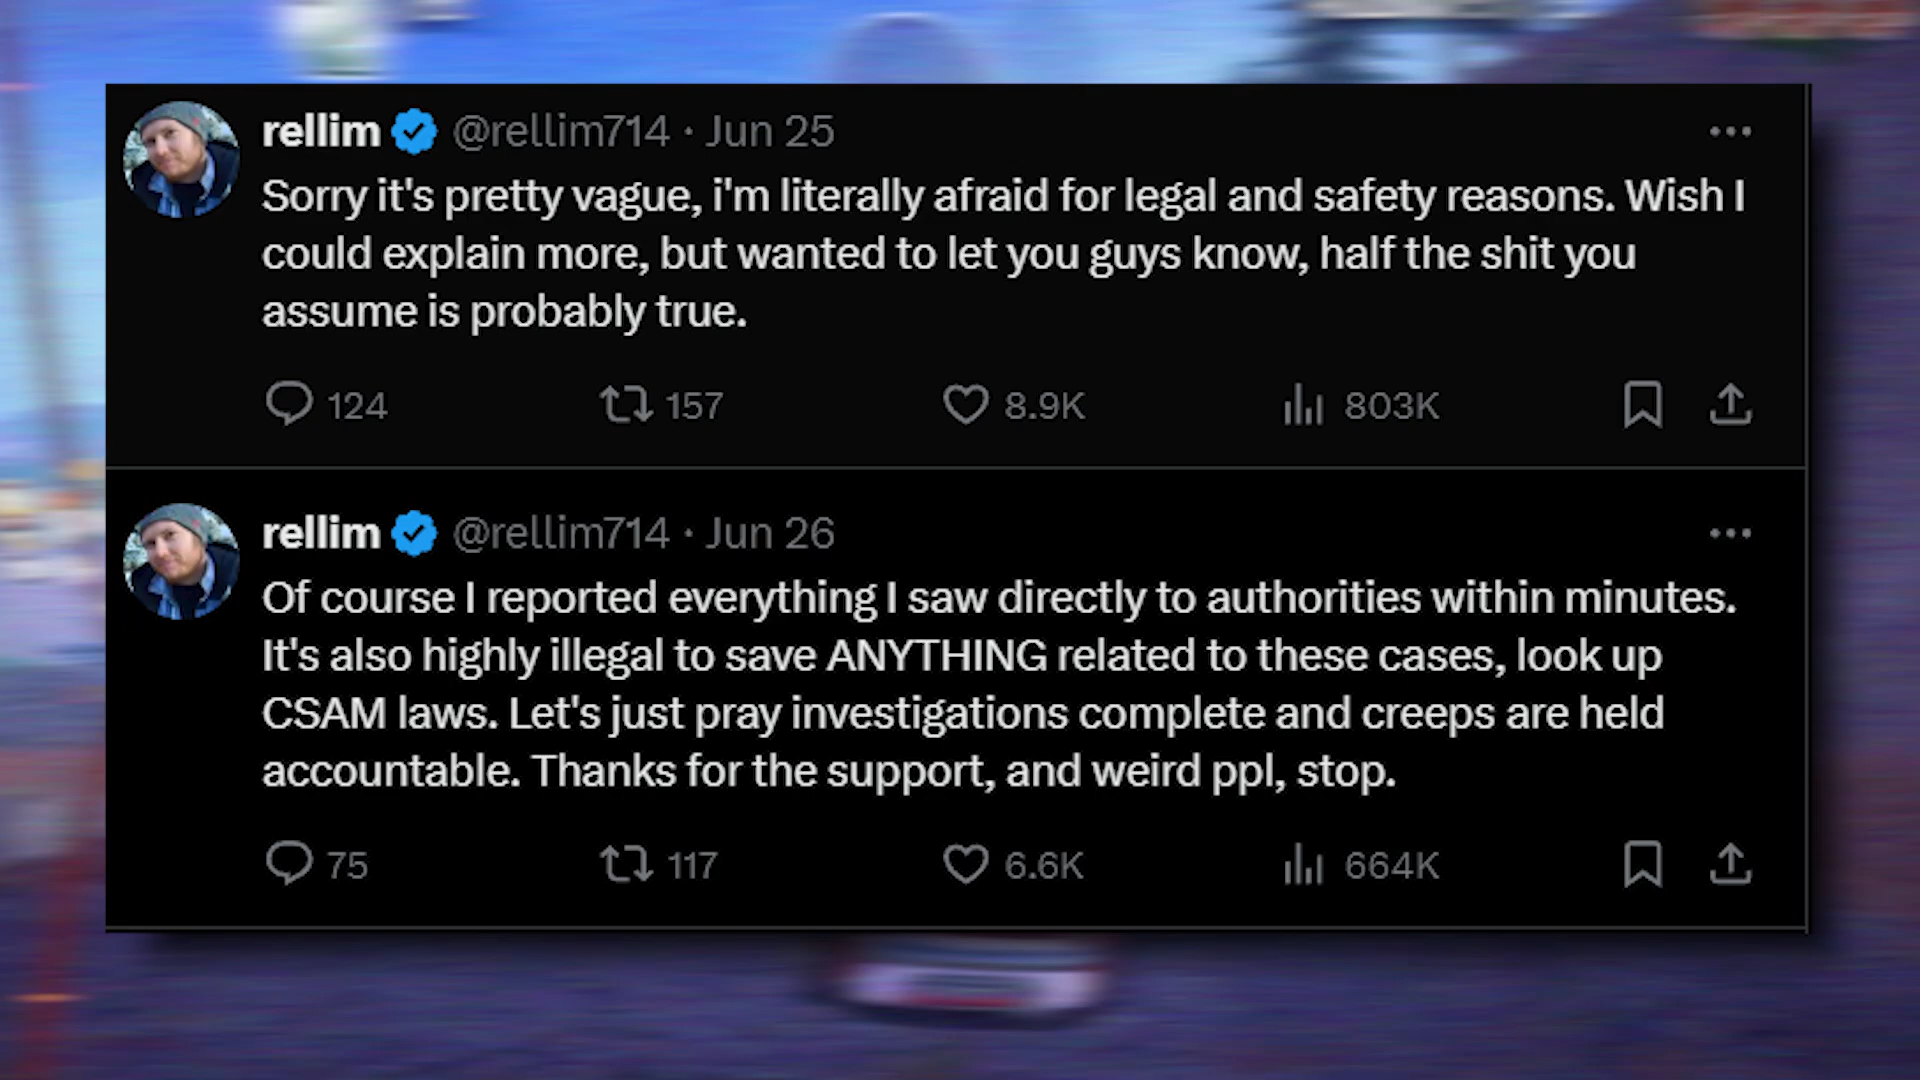 rellim @rellim714 · Jun 25
Sorry it's pretty vague, i'm literally afraid for legal and safety reasons. Wish I
could explain more, but wanted to let you guys know, half the shit you
assume is probably true.
124 157 8.9K 803K
rellim @rellim714 · Jun 26
Of course I reported everything I saw directly to authorities within minutes.
It's also highly illegal to save ANYTHING related to these cases, look up
CSAM laws. Let's just pray investigations complete and creeps are held
accountable. Thanks for the support, and weird ppl, stop.
75 117 6.6K 664K